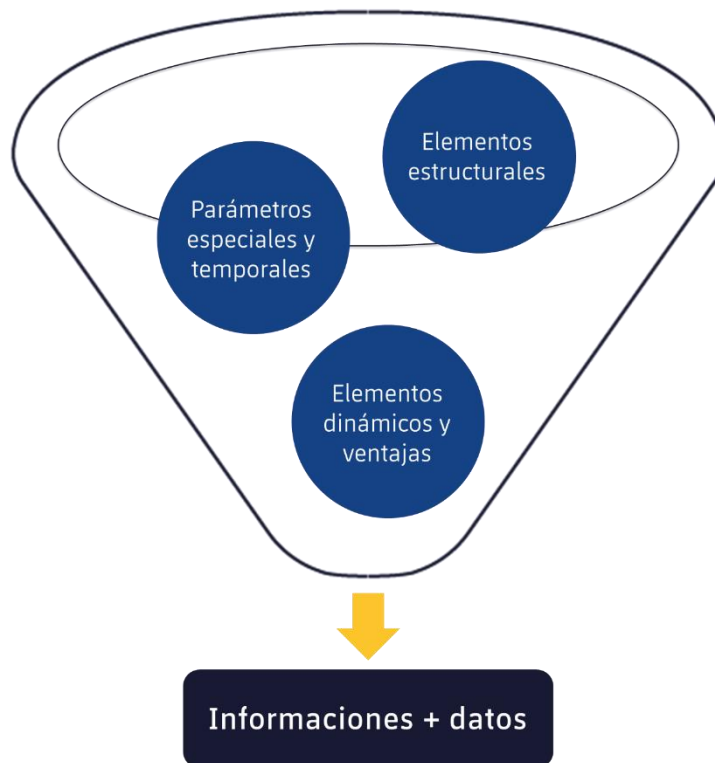 Elementos
estructurales
Parámetros
especiales y
temporales
Elementos
dinámicos y
ventajas
Informaciones + datos